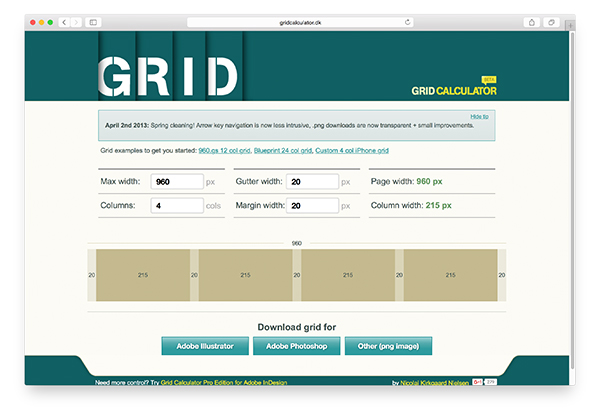 gridcalculator.dk
GRID
BETA
GRID CALCULATOR
Hide tip
April 2nd 2013: Spring cleaning! Arrow key navigation is now less intrusive, .png downloads are now transparent + small improvements.
Grid examples to get you started: 960.gs 12 col grid, Blueprint 24 col grid, Custom 4 col iPhone grid
Max width: 960 px Gutter width: 20 px Page width: 960 px
Columns: 4 cols Margin width: 20 px Column width: 215 px
960
20 215 20 215 20 215 20 215 20
Download grid for
Adobe Illustrator Adobe Photoshop Other (png image)
Need more control? Try Grid Calculator Pro Edition for Adobe InDesign by Nicolaj Kirkgaard Nielsen